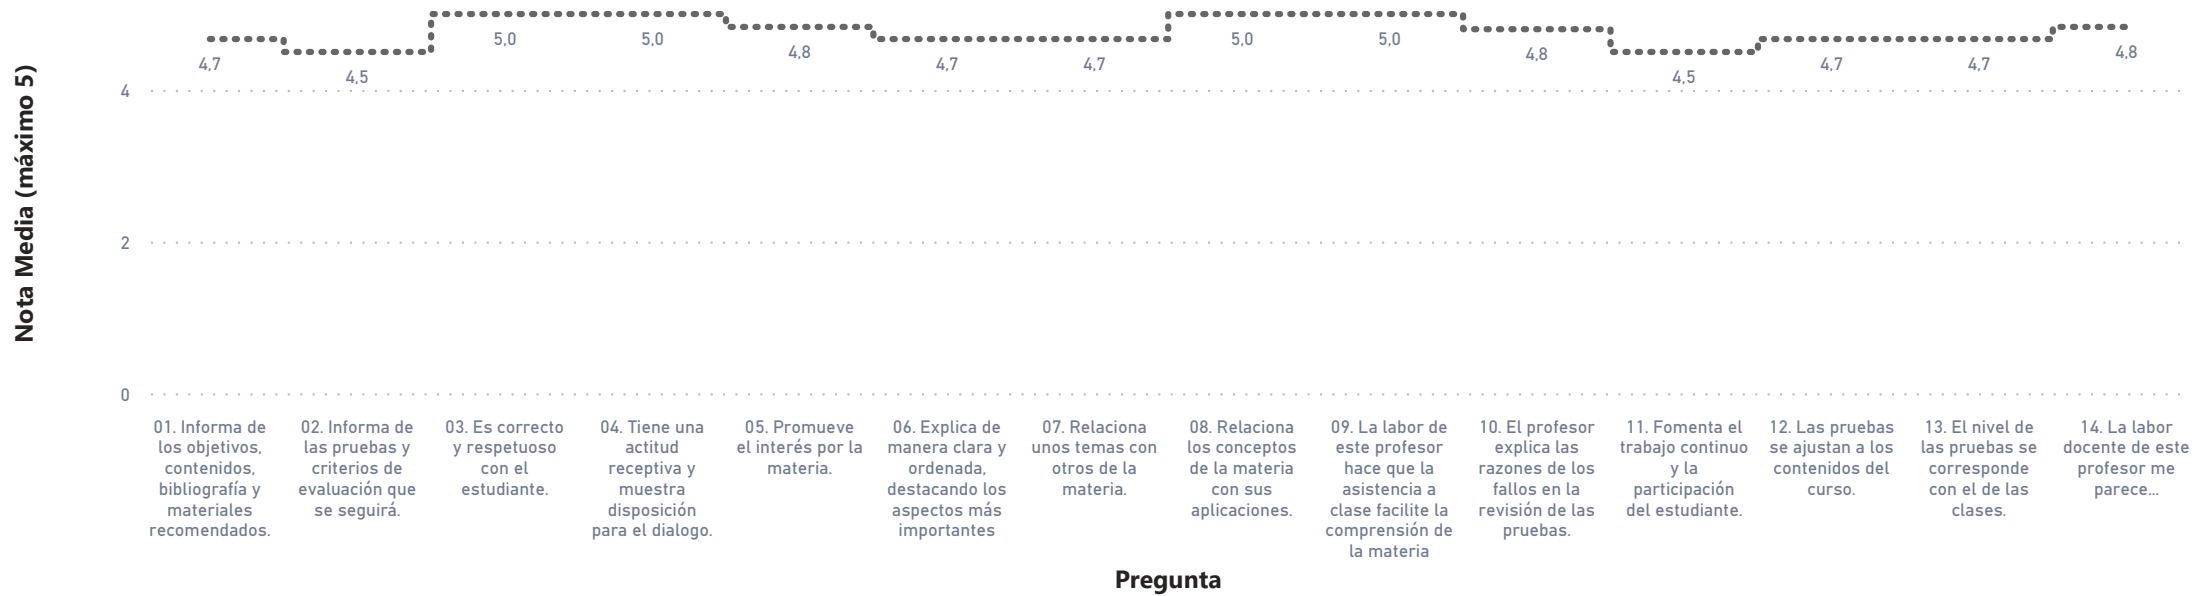 Nota Media (máximo 5)
4
2
0
4,7
4,5
5,0
5,0
4,8
4,7
4,7
5,0
5,0
4,8
4,5
4,7
4,7
4,8
01. Informa de
los objetivos,
contenidos,
bibliografía y
materiales
recomendados.
02. Informa de
las pruebas y
criterios de
evaluación que
se seguirá.
03. Es correcto
y respetuoso
con el
estudiante.
04. Tiene una
actitud
receptiva y
muestra
disposición
para el dialogo.
05. Promueve
el interés por la
materia.
06. Explica de
manera clara y
ordenada,
destacando los
aspectos más
importantes
07. Relaciona
unos temas con
otros de la
materia.
08. Relaciona
los conceptos
de la materia
con sus
aplicaciones.
09. La labor de
este profesor
hace que la
asistencia a
clase facilite la
comprensión de
la materia
10. El profesor
explica las
razones de los
fallos en la
revisión de las
pruebas.
11. Fomenta el
trabajo continuo
y la
participación
del estudiante.
12. Las pruebas
se ajustan a los
contenidos del
curso.
13. El nivel de
las pruebas se
corresponde
con el de las
clases.
14. La labor
docente de este
profesor me
parece...
Pregunta